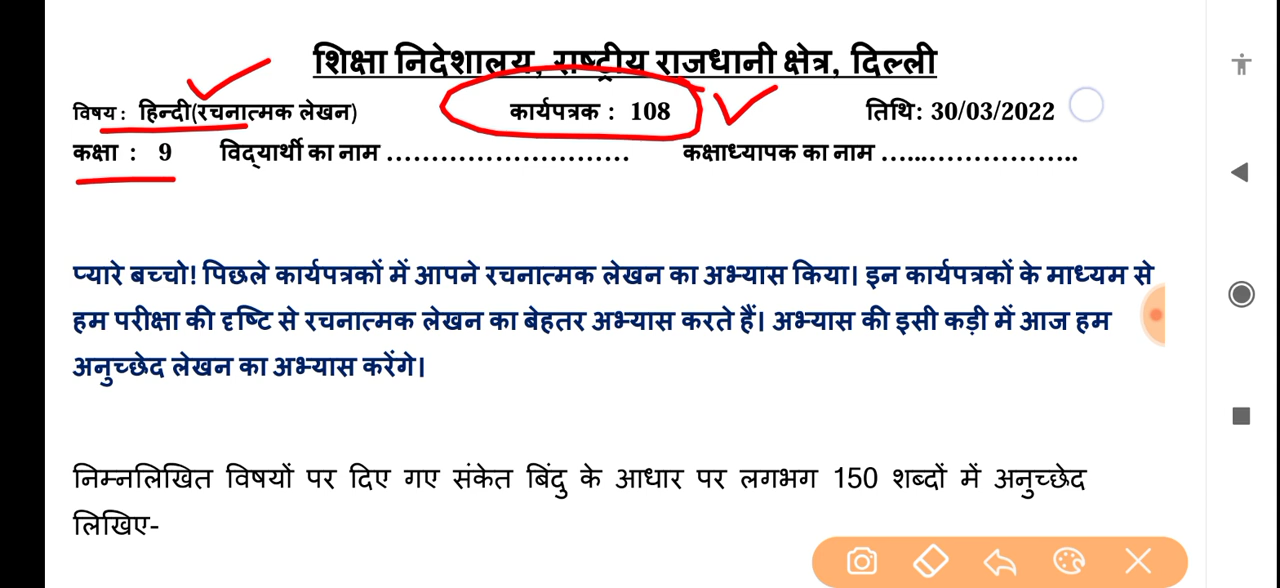 शिक्षा निदेशालय, राष्ट्रीय राजधानी क्षेत्र, दिल्ली
विषय : हिन्दी(रचनात्मक लेखन) कार्यपत्रक : 108 तिथि: 30/03/2022
कक्षा : 9 विद्यार्थी का नाम ........................... कक्षाध्यापक का नाम ......................
प्यारे बच्चो! पिछले कार्यपत्रकों में आपने रचनात्मक लेखन का अभ्यास किया। इन कार्यपत्रकों के माध्यम से
हम परीक्षा की दृष्टि से रचनात्मक लेखन का बेहतर अभ्यास करते हैं। अभ्यास की इसी कड़ी में आज हम
अनुच्छेद लेखन का अभ्यास करेंगे।
निम्नलिखित विषयों पर दिए गए संकेत बिंदु के आधार पर लगभग 150 शब्दों में अनुच्छेद
लिखिए-